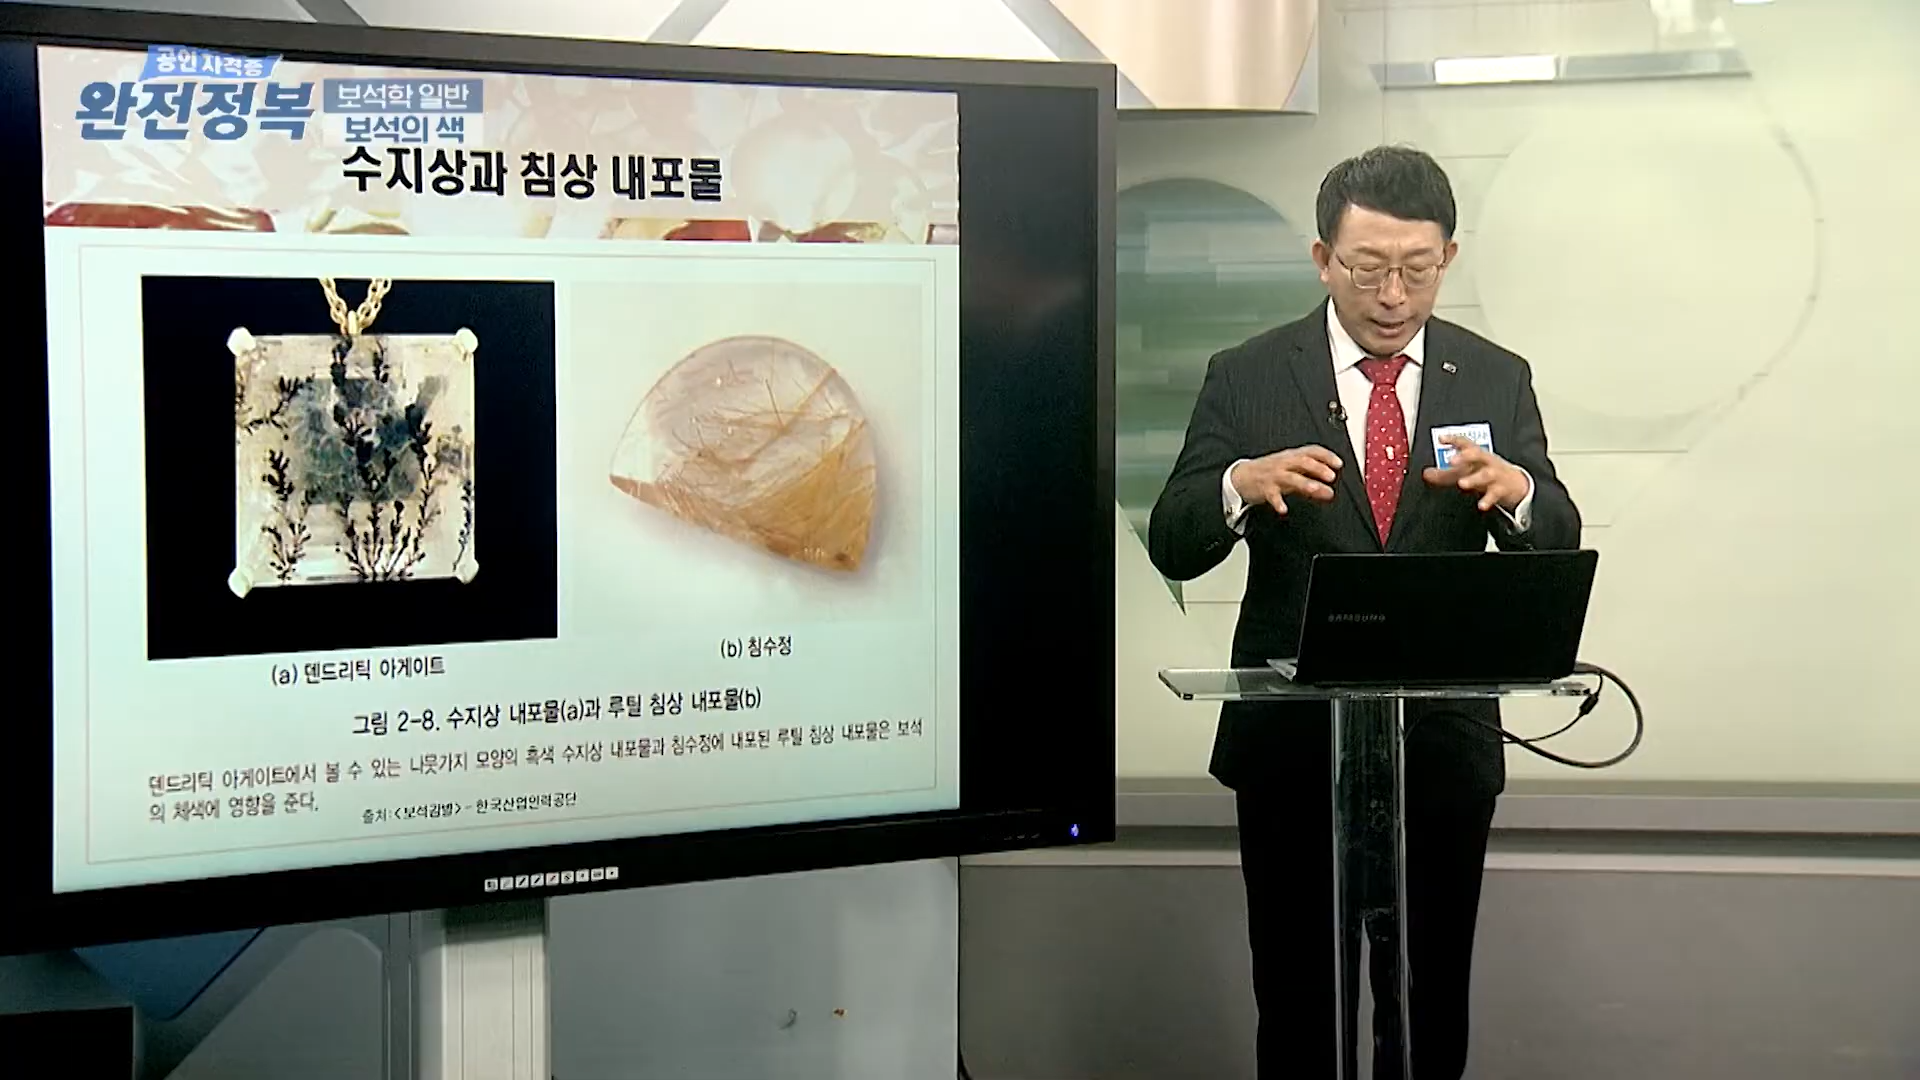 공인 자격증
완전정복
보석학 일반
보석의 색
수지상과 침상 내포물
(a) 덴드리틱 아게이트
(b) 침수정
그림 2-8. 수지상 내포물(a)과 루틸 침상 내포물(b)
덴드리틱 아게이트에서 볼 수 있는 나뭇가지 모양의 흑색 수지상 내포물과 침수정에 내포된 루틸 침상 내포물은 보석
의 체색에 영향을 준다.
출처:<보석감별> - 한국산업인력공단
SAMSUNG